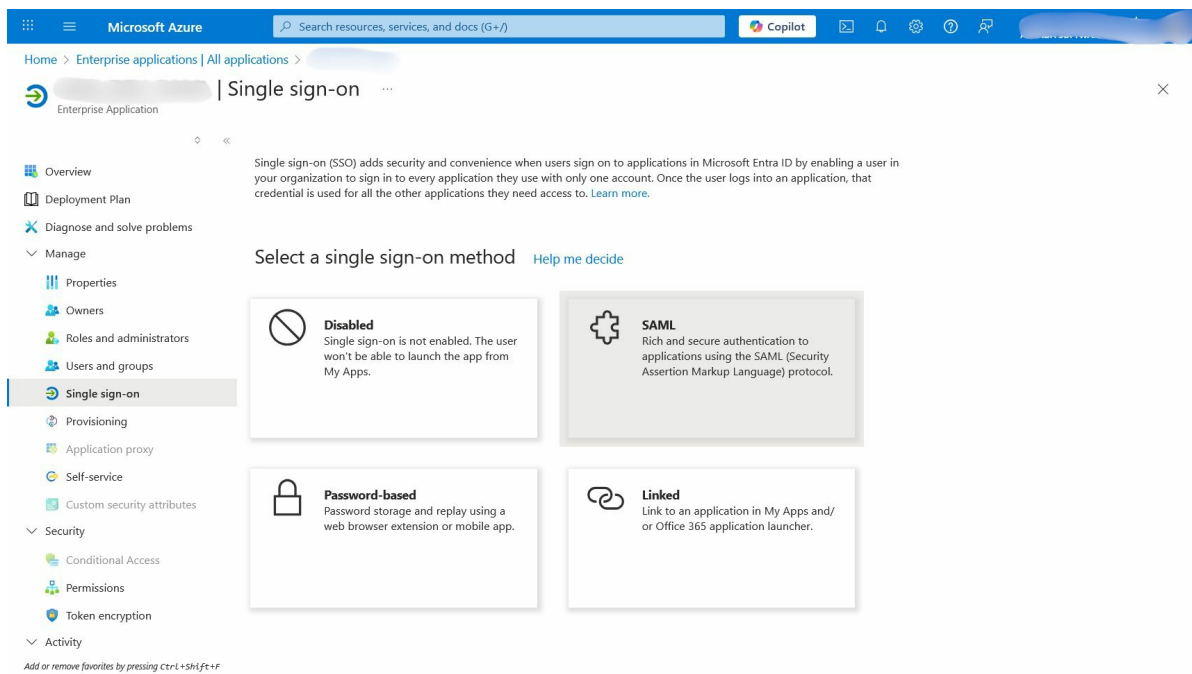 Microsoft Azure
Search resources, services, and docs (G+/)
Copilot
Home > Enterprise applications | All applications >
| Single sign-on ...
Enterprise Application
Overview
Deployment Plan
Diagnose and solve problems
Manage
Properties
Owners
Roles and administrators
Users and groups
Single sign-on
Provisioning
Application proxy
Self-service
Custom security attributes
Security
Conditional Access
Permissions
Token encryption
Activity
Add or remove favorites by pressing Ctrl+Shift+F
Single sign-on (SSO) adds security and convenience when users sign on to applications in Microsoft Entra ID by enabling a user in
your organization to sign in to every application they use with only one account. Once the user logs into an application, that
credential is used for all the other applications they need access to. Learn more.
Select a single sign-on method Help me decide
Disabled
Single sign-on is not enabled. The user
won't be able to launch the app from
My Apps.
SAML
Rich and secure authentication to
applications using the SAML (Security
Assertion Markup Language) protocol.
Password-based
Password storage and replay using a
web browser extension or mobile app.
Linked
Link to an application in My Apps and/
or Office 365 application launcher.